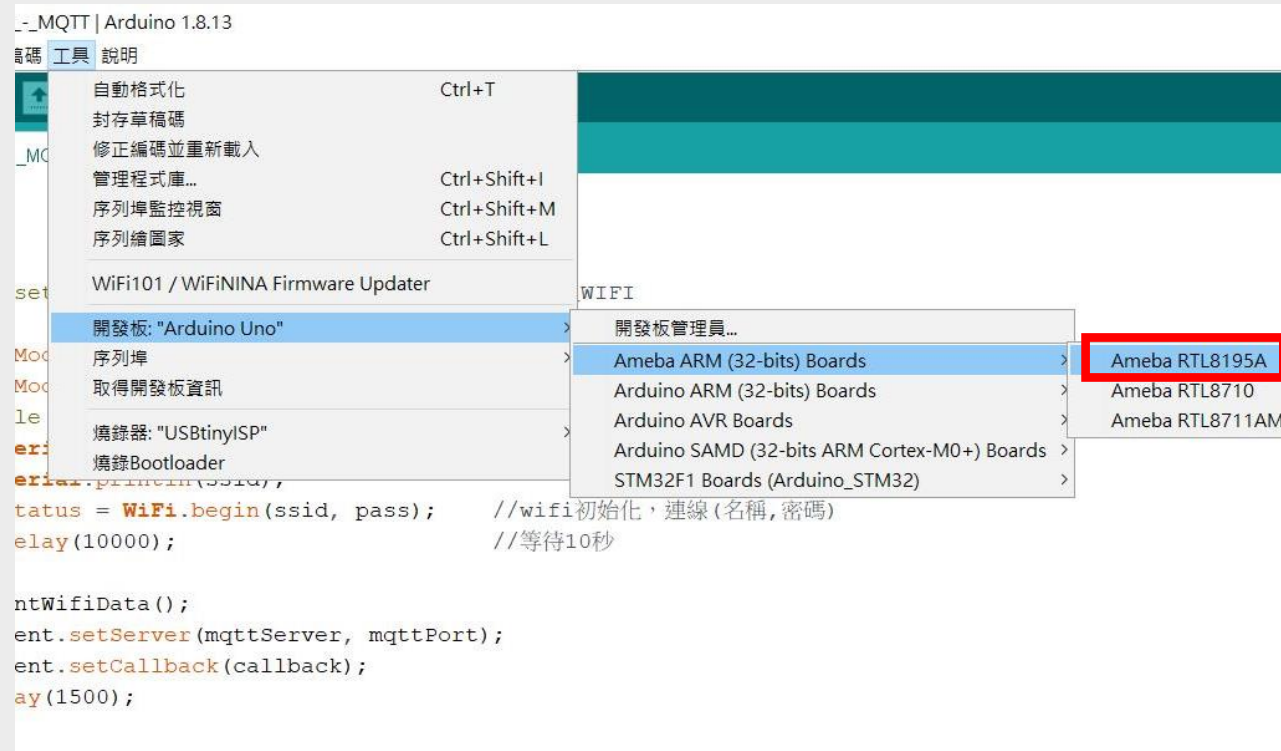 _-_MQTT | Arduino 1.8.13
稿碼 工具 說明
自動格式化 Ctrl+T
封存草稿碼
修正編碼並重新載入
管理程式庫... Ctrl+Shift+I
序列埠監控視窗 Ctrl+Shift+M
序列繪圖家 Ctrl+Shift+L
WiFi101 / WiFiNINA Firmware Updater
開發板: "Arduino Uno"
序列埠
取得開發板資訊
燒錄器: "USBtinyISP"
燒錄Bootloader
開發板管理員...
Ameba ARM (32-bits) Boards
Arduino ARM (32-bits) Boards
Arduino AVR Boards
Arduino SAMD (32-bits ARM Cortex-M0+) Boards
STM32F1 Boards (Arduino_STM32)
Ameba RTL8195A
Ameba RTL8710
Ameba RTL8711AM
_MQ
set WIFI
Mod
Mod
le
eri
erial.println(ssid);
tatus = WiFi.begin(ssid, pass); //wifi初始化，連線(名稱,密碼)
elay(10000); //等待10秒
ntWifiData();
ent.setServer(mqttServer, mqttPort);
ent.setCallback(callback);
ay(1500);